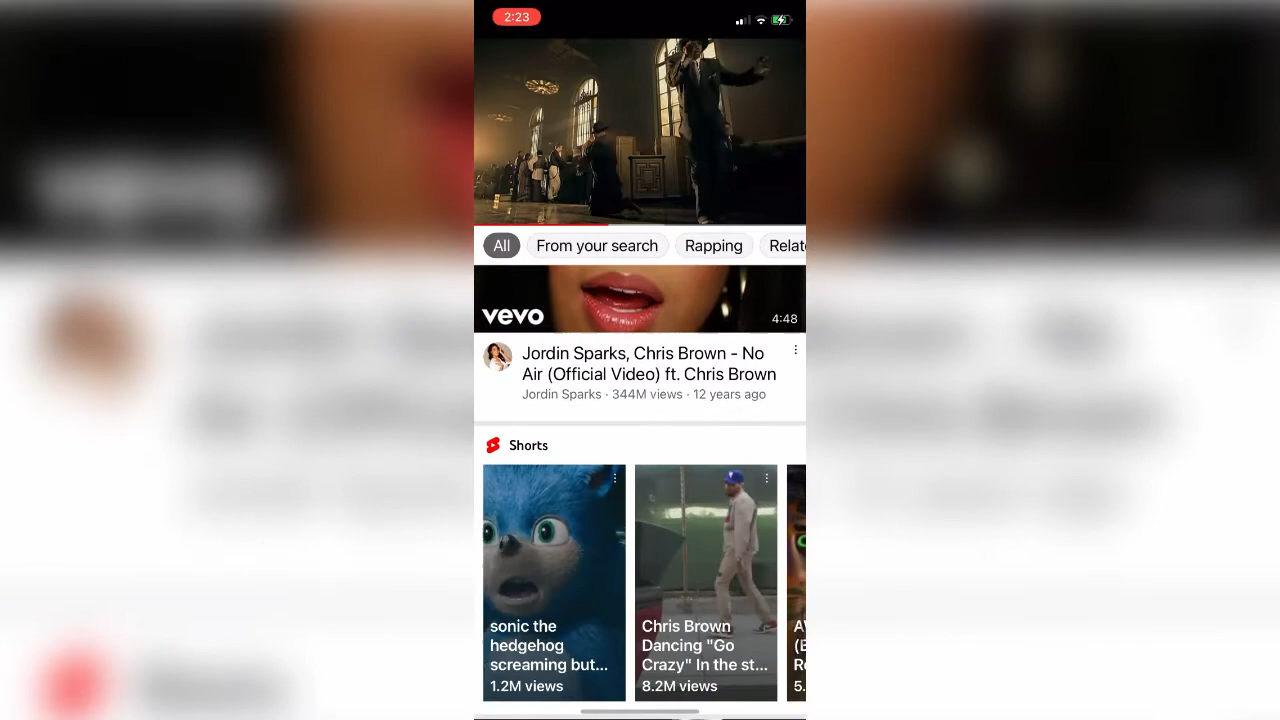 2:23
All From your search Rapping Relat
vevo
4:48
Jordin Sparks, Chris Brown - No
Air (Official Video) ft. Chris Brown
Jordin Sparks · 344M views · 12 years ago
Shorts
sonic the
hedgehog
screaming but...
1.2M views
Chris Brown
Dancing "Go
Crazy" In the st...
8.2M views